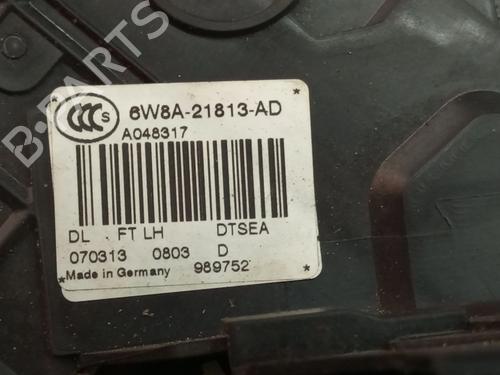 CCC S
6W8A-21813-AD
A048317
DL FT LH DTSEA
070313 0803 D
Made in Germany 989752
B-PARTS